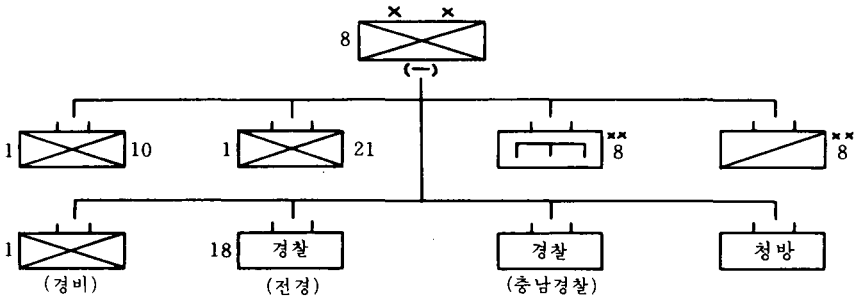 × ×
8
(—)
1 10 1 21 ×× 8 ×× 8
1 18 경찰 경찰 청방
(경비) (전경) (충남경찰)